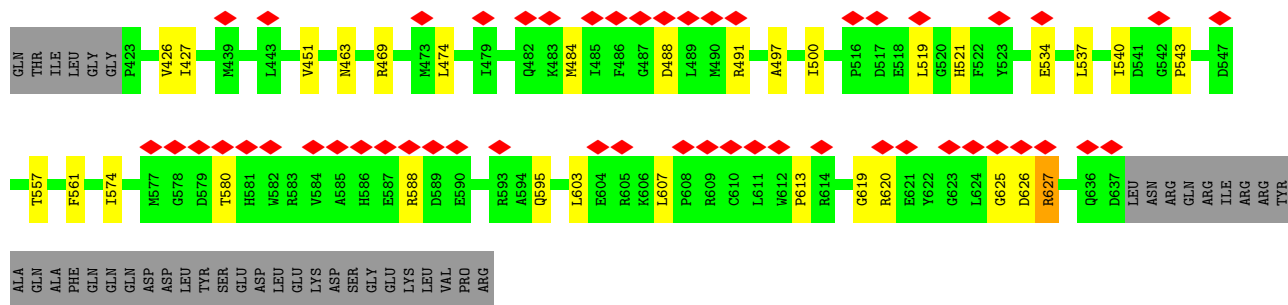 GLN THR ILE LEU GLY GLY P423 V426 I427 M439 L443 V451 N463 R469 M473 L474 I479 Q482 K483 M484 I485 F486 G487 D488 L489 M490 R491 A497 I500 P516 D517 E518 L519 G520 H521 F522 Y523 E534 L537 I540 D541 G542 P543 D547
T557 F561 I574 M577 G578 D579 T580 H581 W582 R583 V584 A585 H586 E587 R588 D589 E590 R593 A594 Q595 L603 E604 R605 K606 L607 P608 R609 C610 L611 W612 P613 R614 G619 R620 E621 Y622 G623 L624 G625 D626 R627 Q636 D637 LEU ASN ARG GLN ARG ILE ARG ARG TYR
ALA GLN ALA PHE GLN GLN GLN ASP ASP LEU TYR SER GLU ASP LEU GLU LYS ASP SER GLY GLU LYS LEU VAL PRO ARG